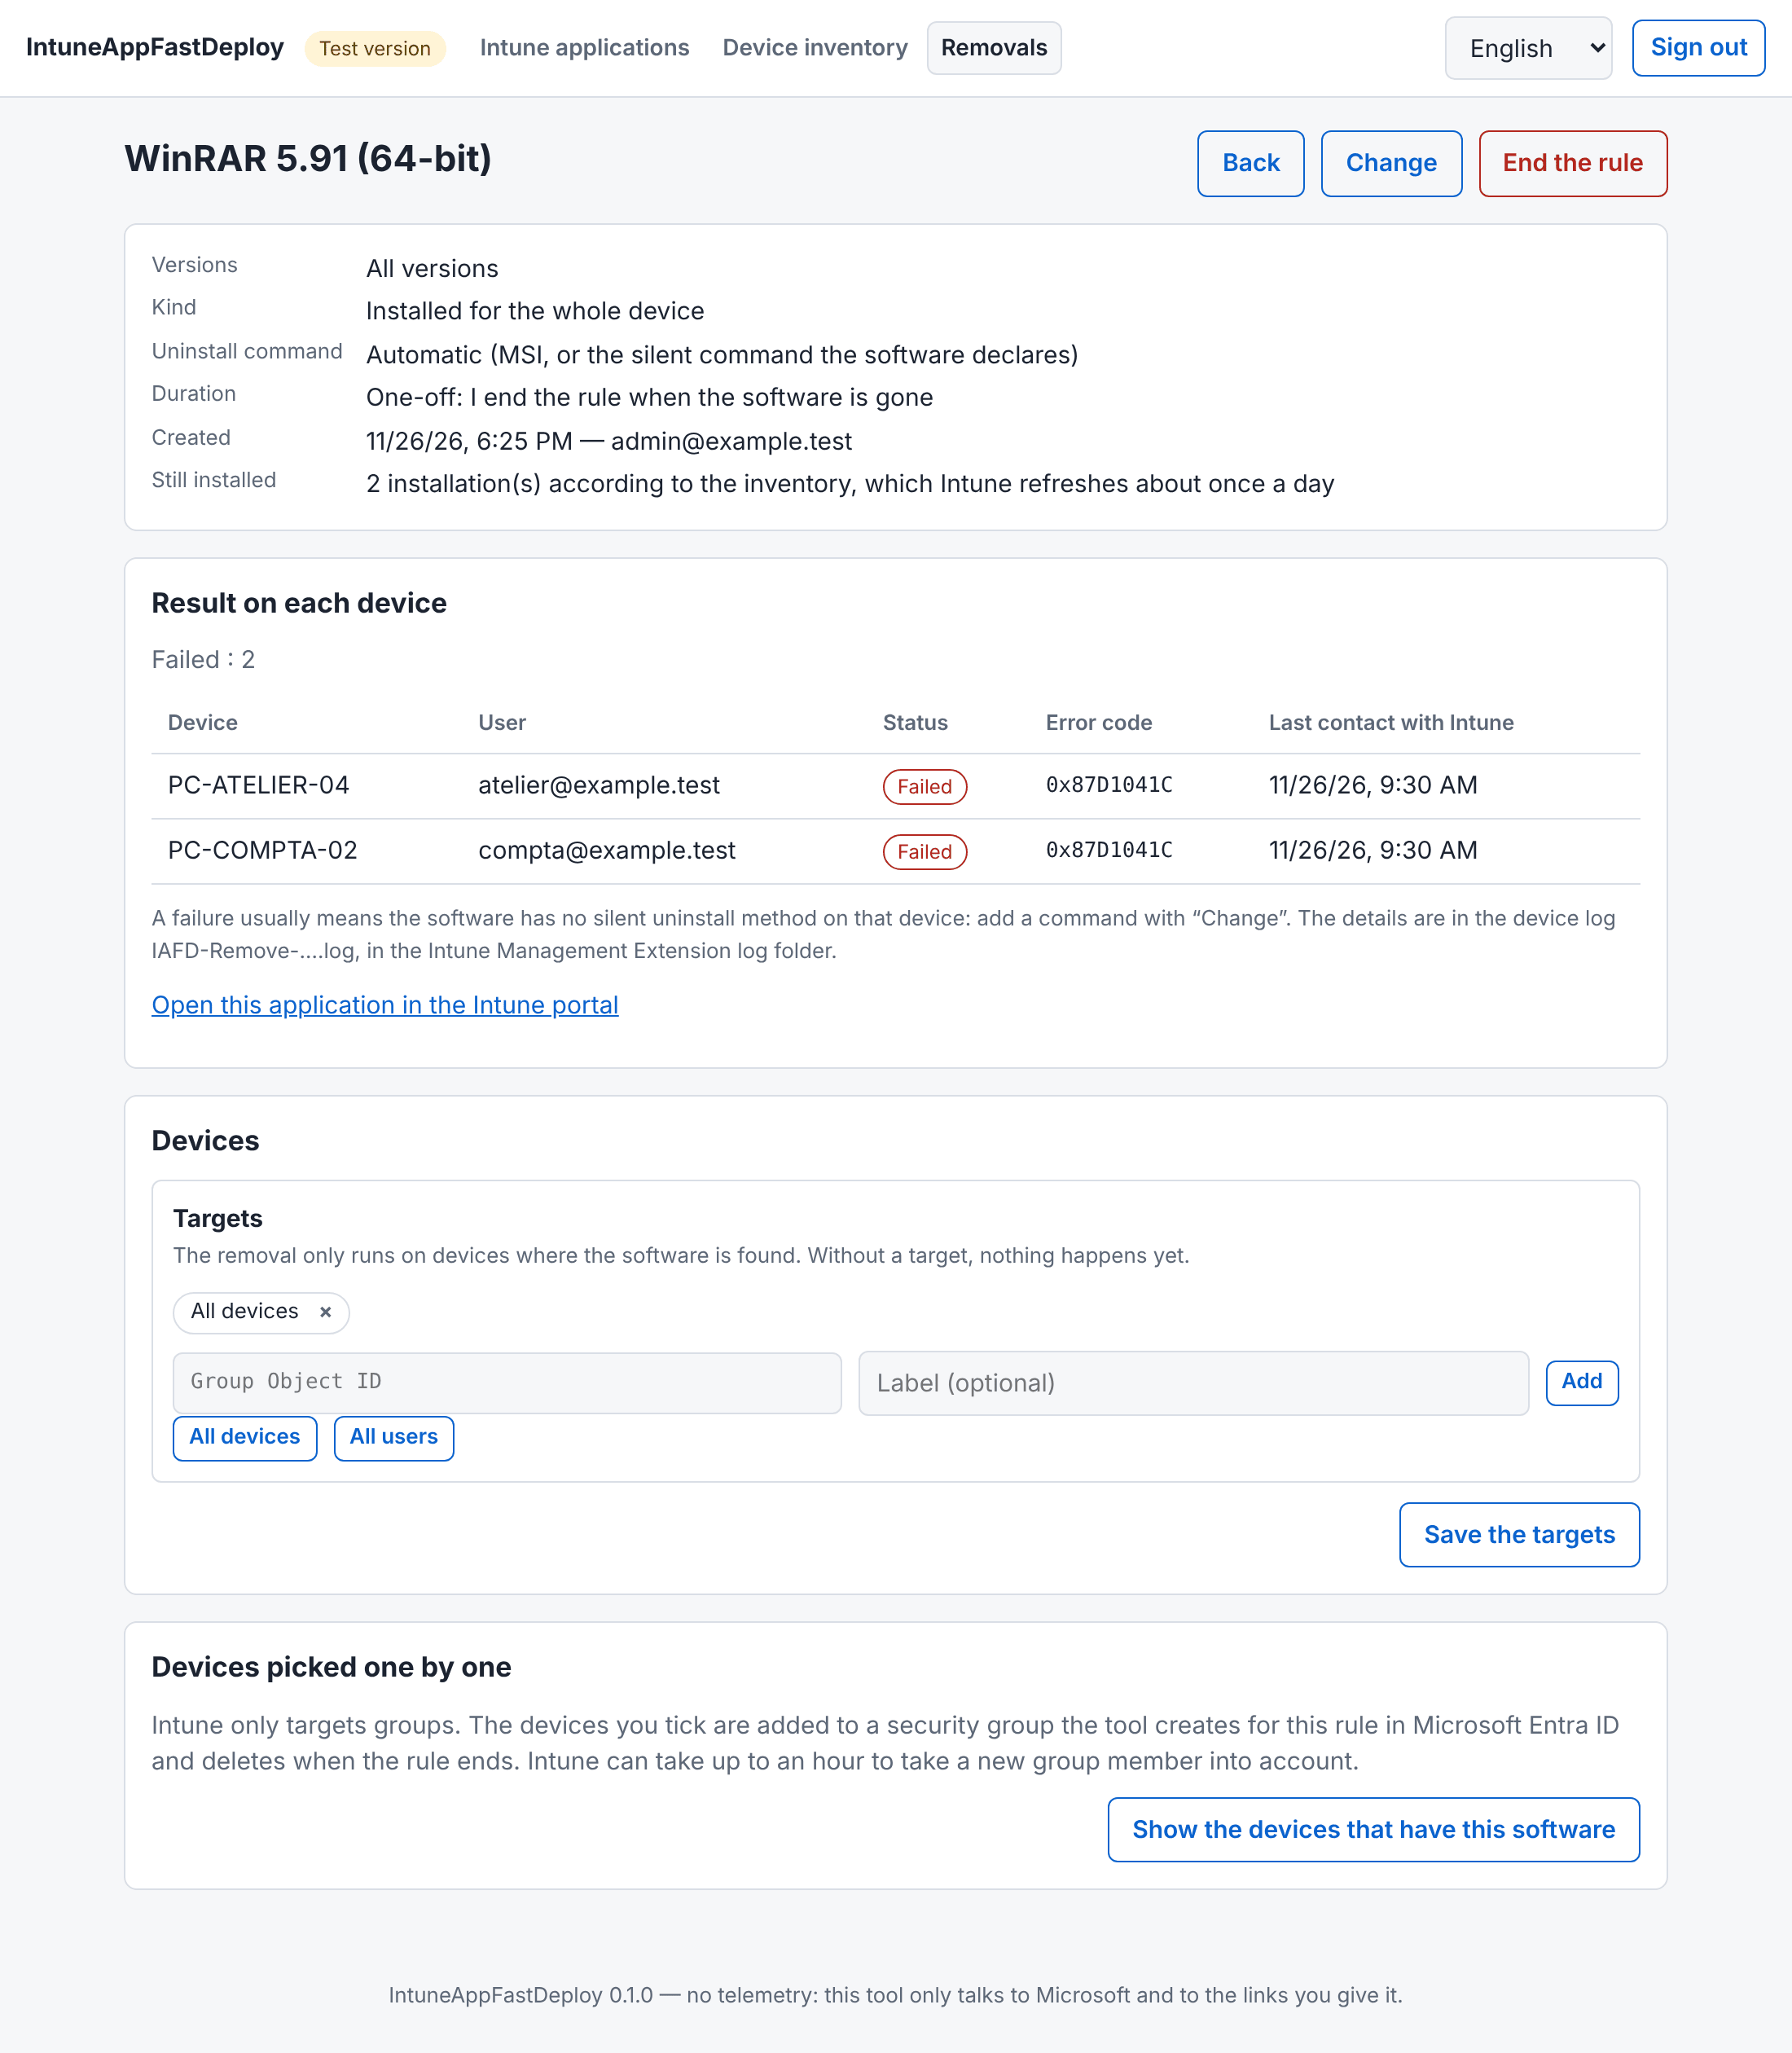 IntuneAppFastDeploy Test version Intune applications Device inventory Removals English Sign out
WinRAR 5.91 (64-bit) Back Change End the rule
Versions All versions
Kind Installed for the whole device
Uninstall command Automatic (MSI, or the silent command the software declares)
Duration One-off: I end the rule when the software is gone
Created 11/26/26, 6:25 PM — admin@example.test
Still installed 2 installation(s) according to the inventory, which Intune refreshes about once a day
Result on each device
Failed : 2
Device User Status Error code Last contact with Intune
PC-ATELIER-04 atelier@example.test Failed 0x87D1041C 11/26/26, 9:30 AM
PC-COMPTA-02 compta@example.test Failed 0x87D1041C 11/26/26, 9:30 AM
A failure usually means the software has no silent uninstall method on that device: add a command with “Change”. The details are in the device log
IAFD-Remove-....log, in the Intune Management Extension log folder.
Open this application in the Intune portal
Devices
Targets
The removal only runs on devices where the software is found. Without a target, nothing happens yet.
All devices ×
Group Object ID Label (optional) Add
All devices All users
Save the targets
Devices picked one by one
Intune only targets groups. The devices you tick are added to a security group the tool creates for this rule in Microsoft Entra ID
and deletes when the rule ends. Intune can take up to an hour to take a new group member into account.
Show the devices that have this software
IntuneAppFastDeploy 0.1.0 — no telemetry: this tool only talks to Microsoft and to the links you give it.